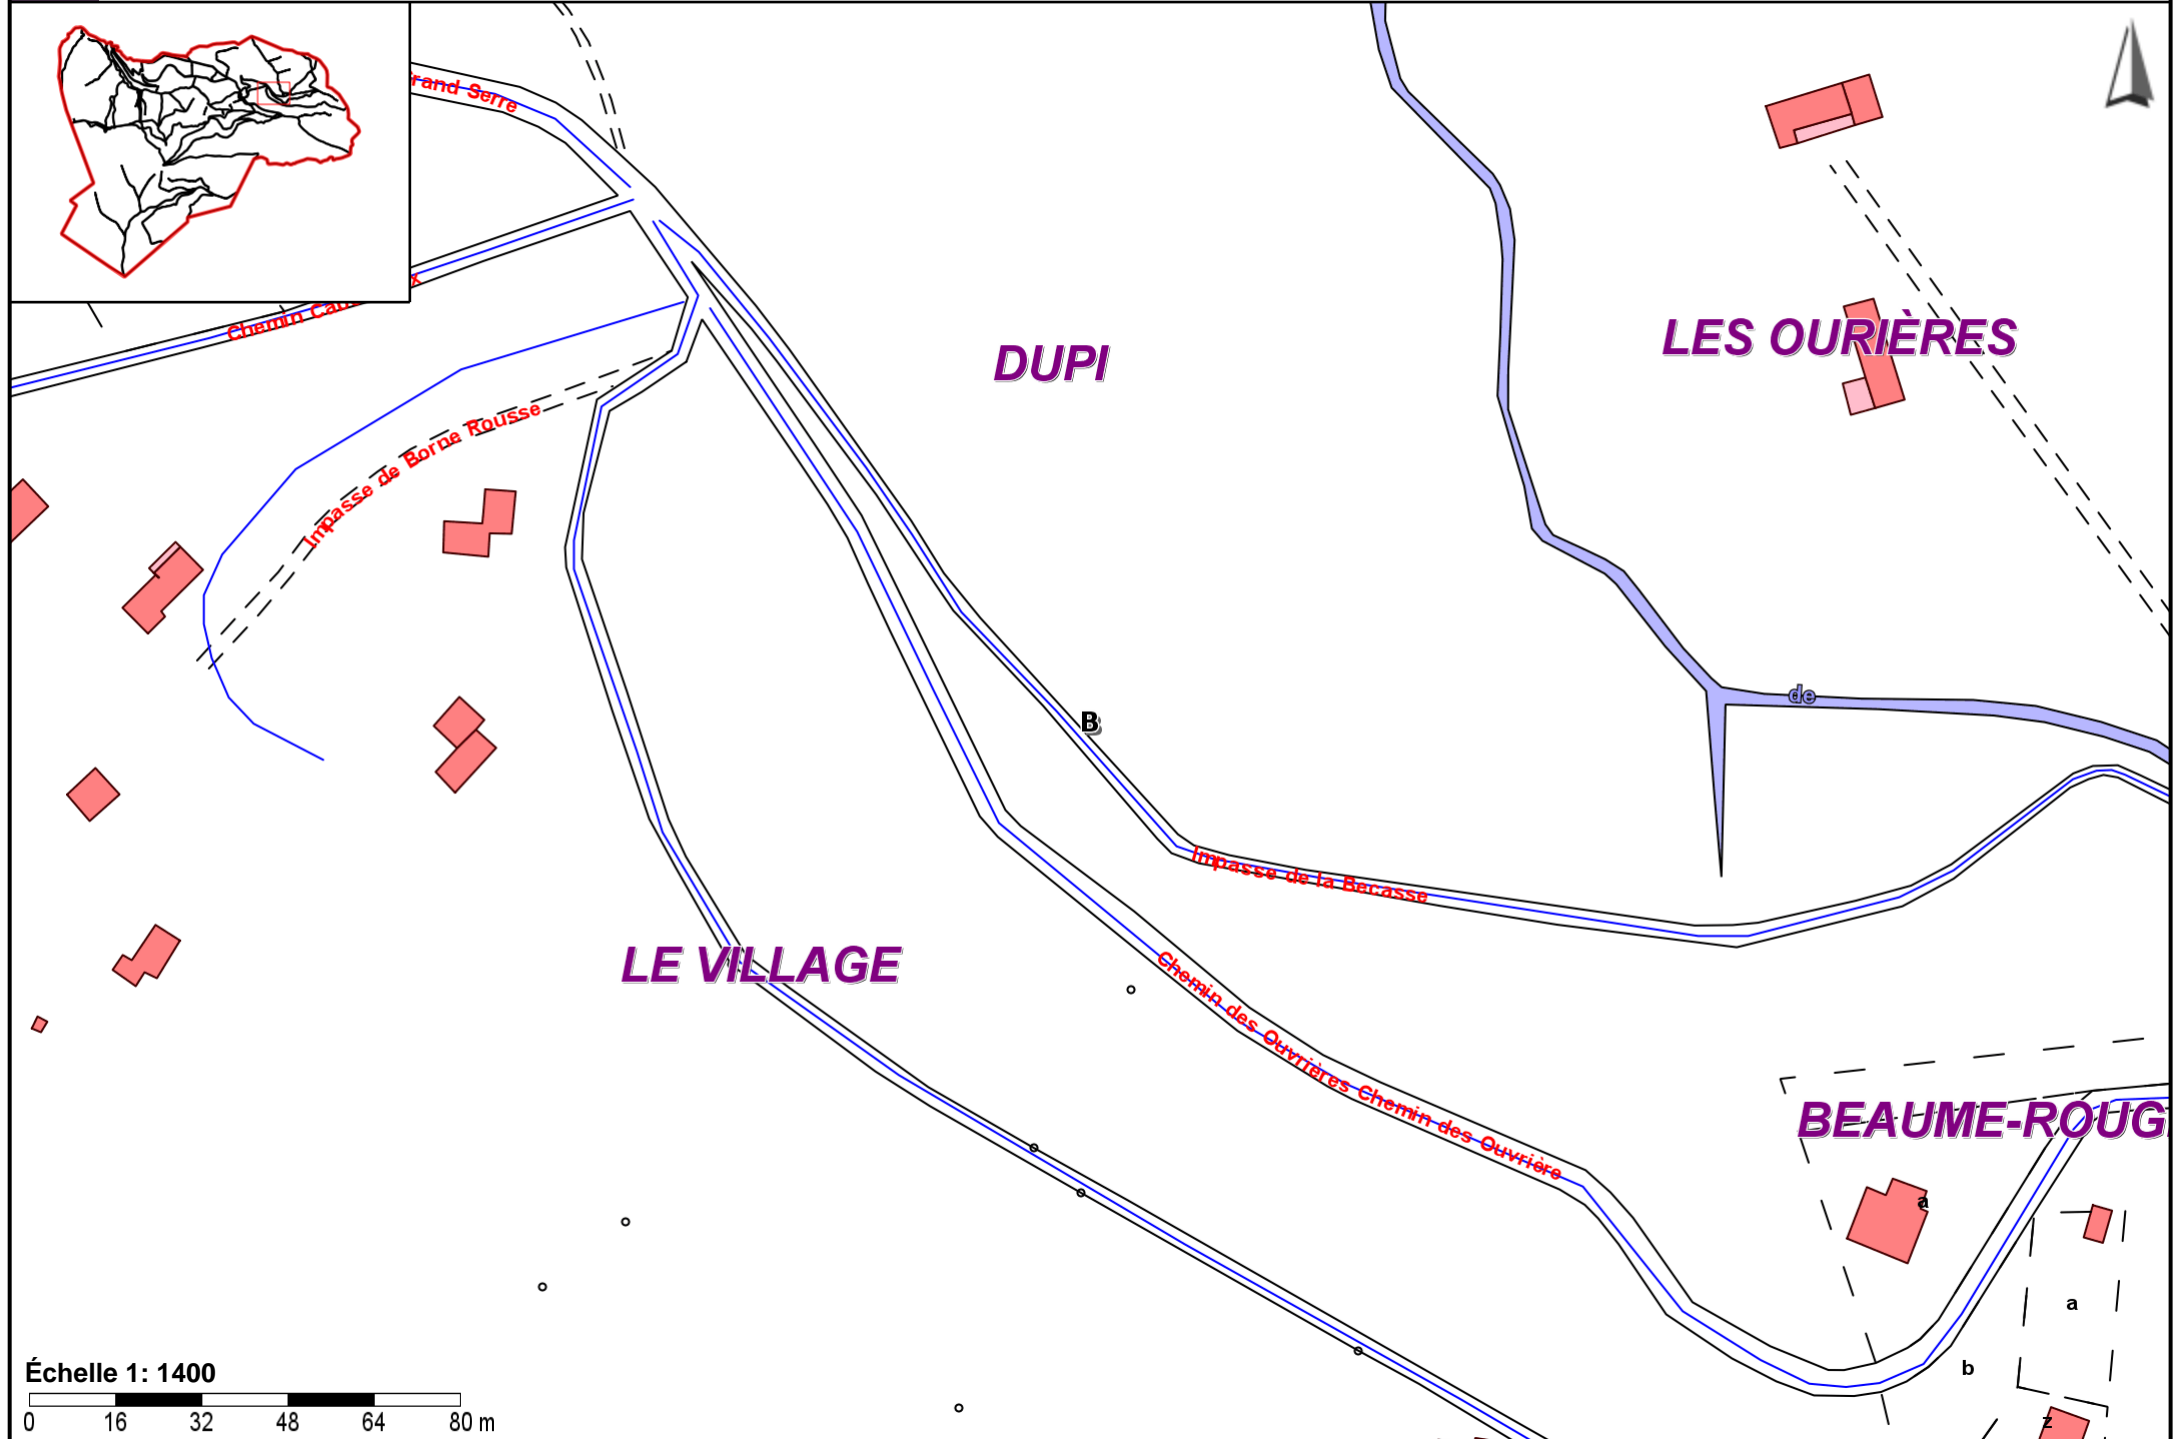 rand Serre
Chemin
x
DUPI
LES OURIÈRES
Impasse de Borne Rousse
de
B
Impasse de la Becasse
LE VILLAGE
Chemin des Ouvrières Chemin des Ouvrière
BEAUME-ROUG
a
a
b
z
Échelle 1: 1400
0 16 32 48 64 80 m